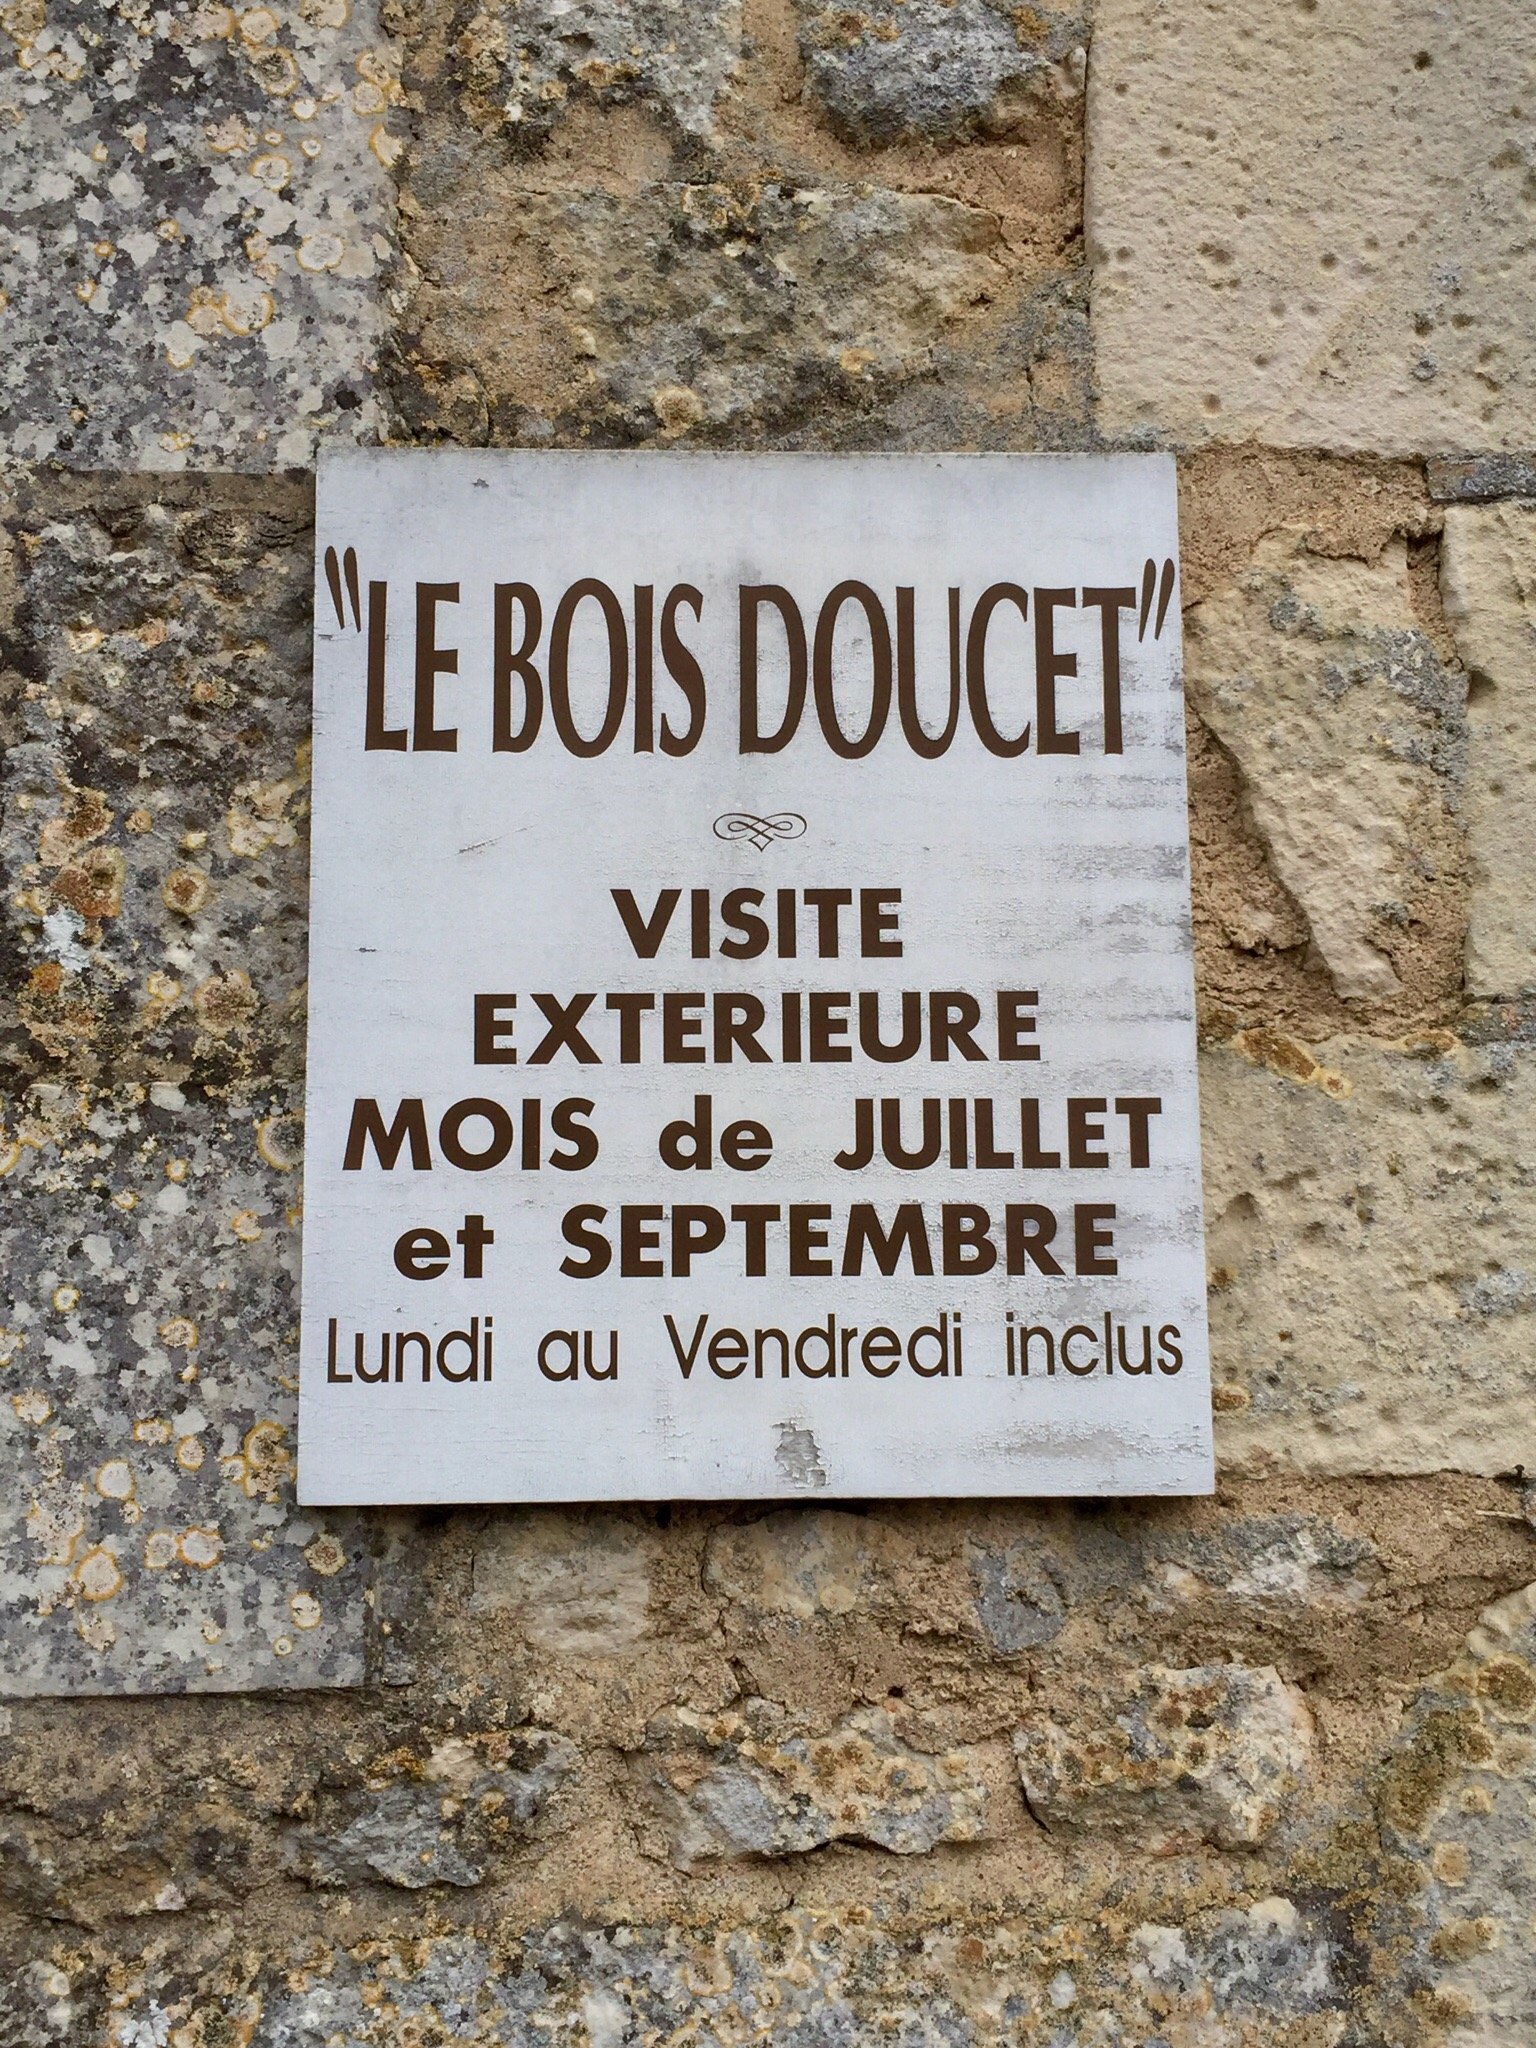 "LE BOIS DOUCET"
VISITE
EXTERIEURE
MOIS de JUILLET
et SEPTEMBRE
Lundi au Vendredi inclus